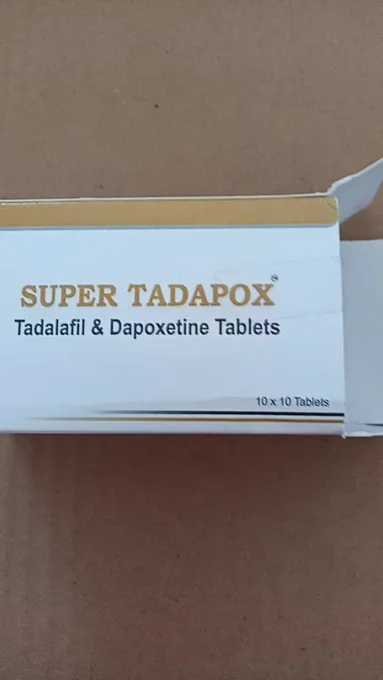 SUPER TADAPOX®
Tadalafil & Dapoxetine Tablets
10 x 10 Tablets